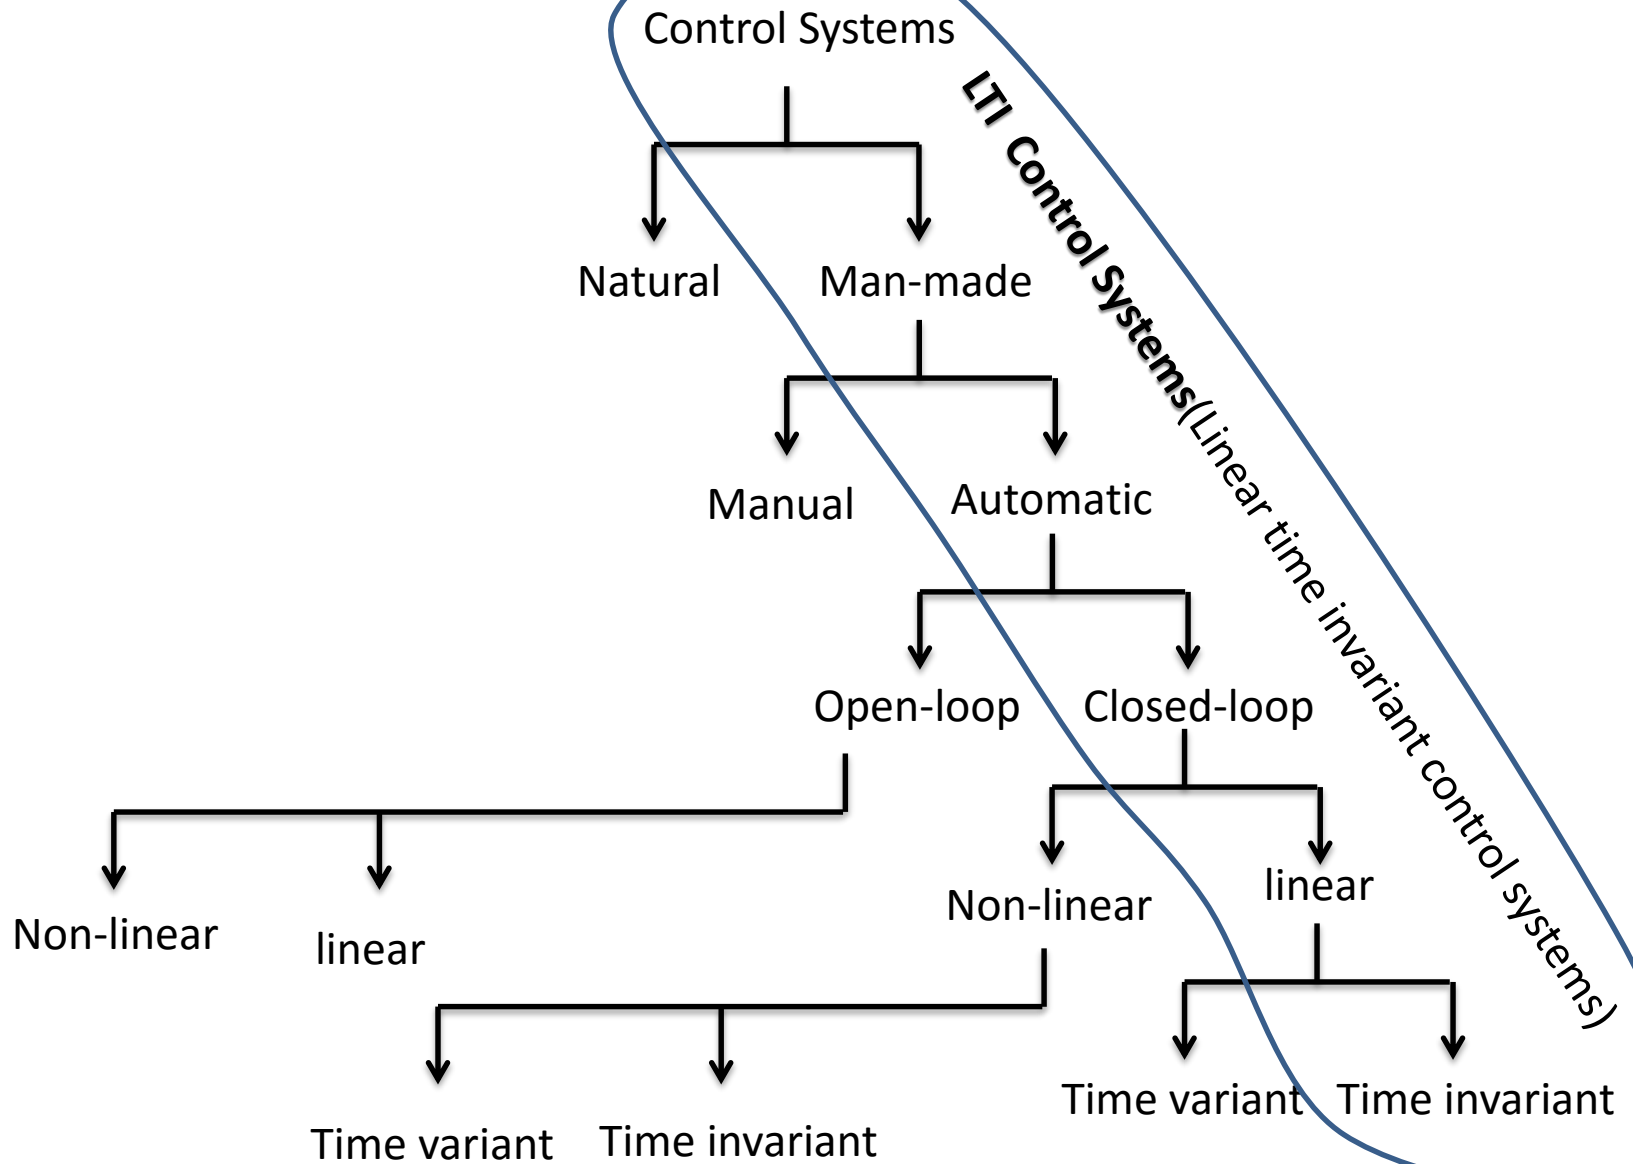 Control Systems
LTI Control Systems(Linear time invariant control systems)
Natural
Man-made
Manual
Automatic
Open-loop
Closed-loop
Non-linear
linear
Non-linear
linear
Time variant
Time invariant
Time variant
Time invariant